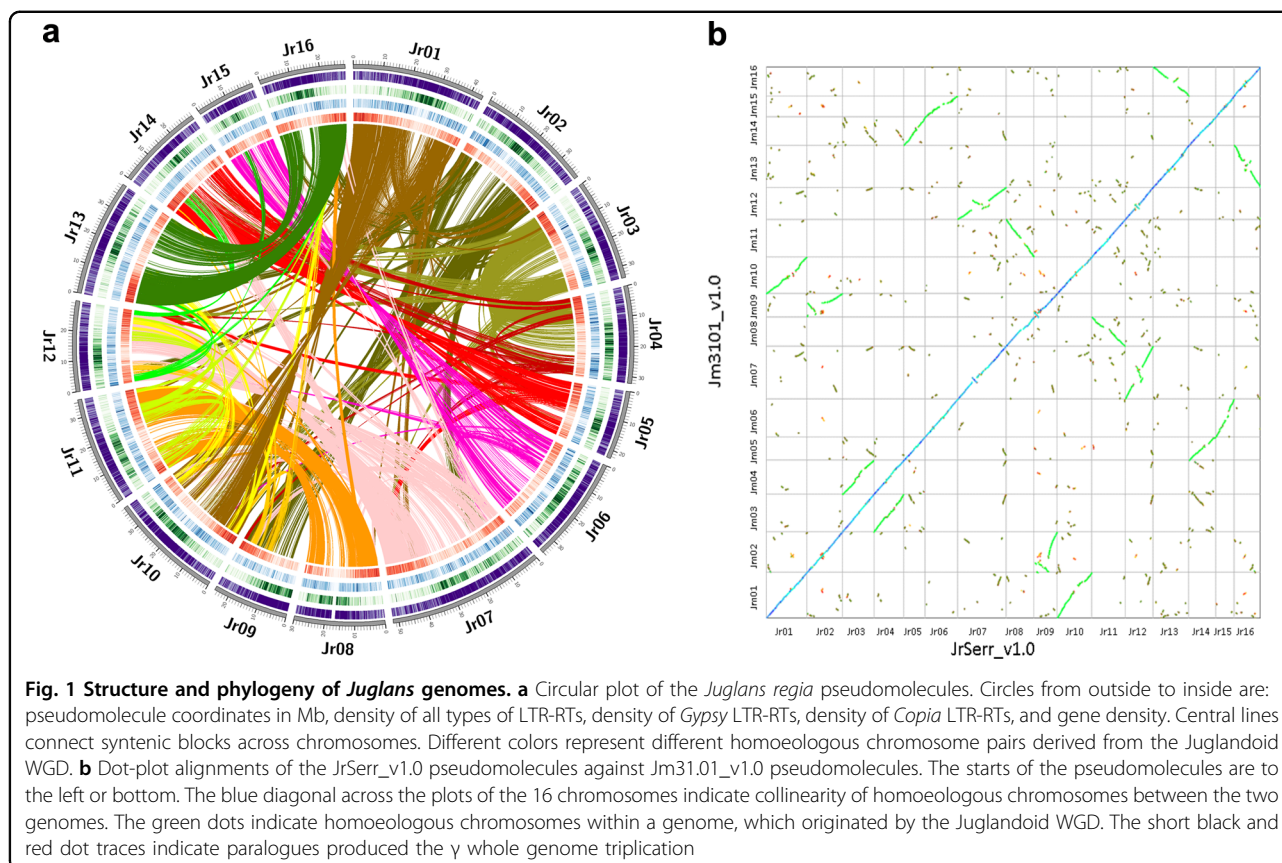 a
b
Jr01
Jr02
Jr03
Jr04
Jr05
Jr06
Jr07
Jr08
Jr09
Jr10
Jr11
Jr12
Jr13
Jr14
Jr15
Jr16
Jm16
Jm15
Jm14
Jm13
Jm12
Jm11
Jm10
Jm09
Jm08
Jm07
Jm06
Jm05
Jm04
Jm03
Jm02
Jm01
Jm3101_v1.0
Jr01 Jr02 Jr03 Jr04 Jr05 Jr06 Jr07 Jr08 Jr09 Jr10 Jr11 Jr12 Jr13 Jr14 Jr15 Jr16
JrSerr_v1.0
Fig. 1 Structure and phylogeny of Juglans genomes. a Circular plot of the Juglans regia pseudomolecules. Circles from outside to inside are:
pseudomolecule coordinates in Mb, density of all types of LTR-RTs, density of Gypsy LTR-RTs, density of Copia LTR-RTs, and gene density. Central lines
connect syntenic blocks across chromosomes. Different colors represent different homoeologous chromosome pairs derived from the Juglandoid
WGD. b Dot-plot alignments of the JrSerr_v1.0 pseudomolecules against Jm31.01_v1.0 pseudomolecules. The starts of the pseudomolecules are to
the left or bottom. The blue diagonal across the plots of the 16 chromosomes indicate collinearity of homoeologous chromosomes between the two
genomes. The green dots indicate homoeologous chromosomes within a genome, which originated by the Juglandoid WGD. The short black and
red dot traces indicate paralogues produced the γ whole genome triplication